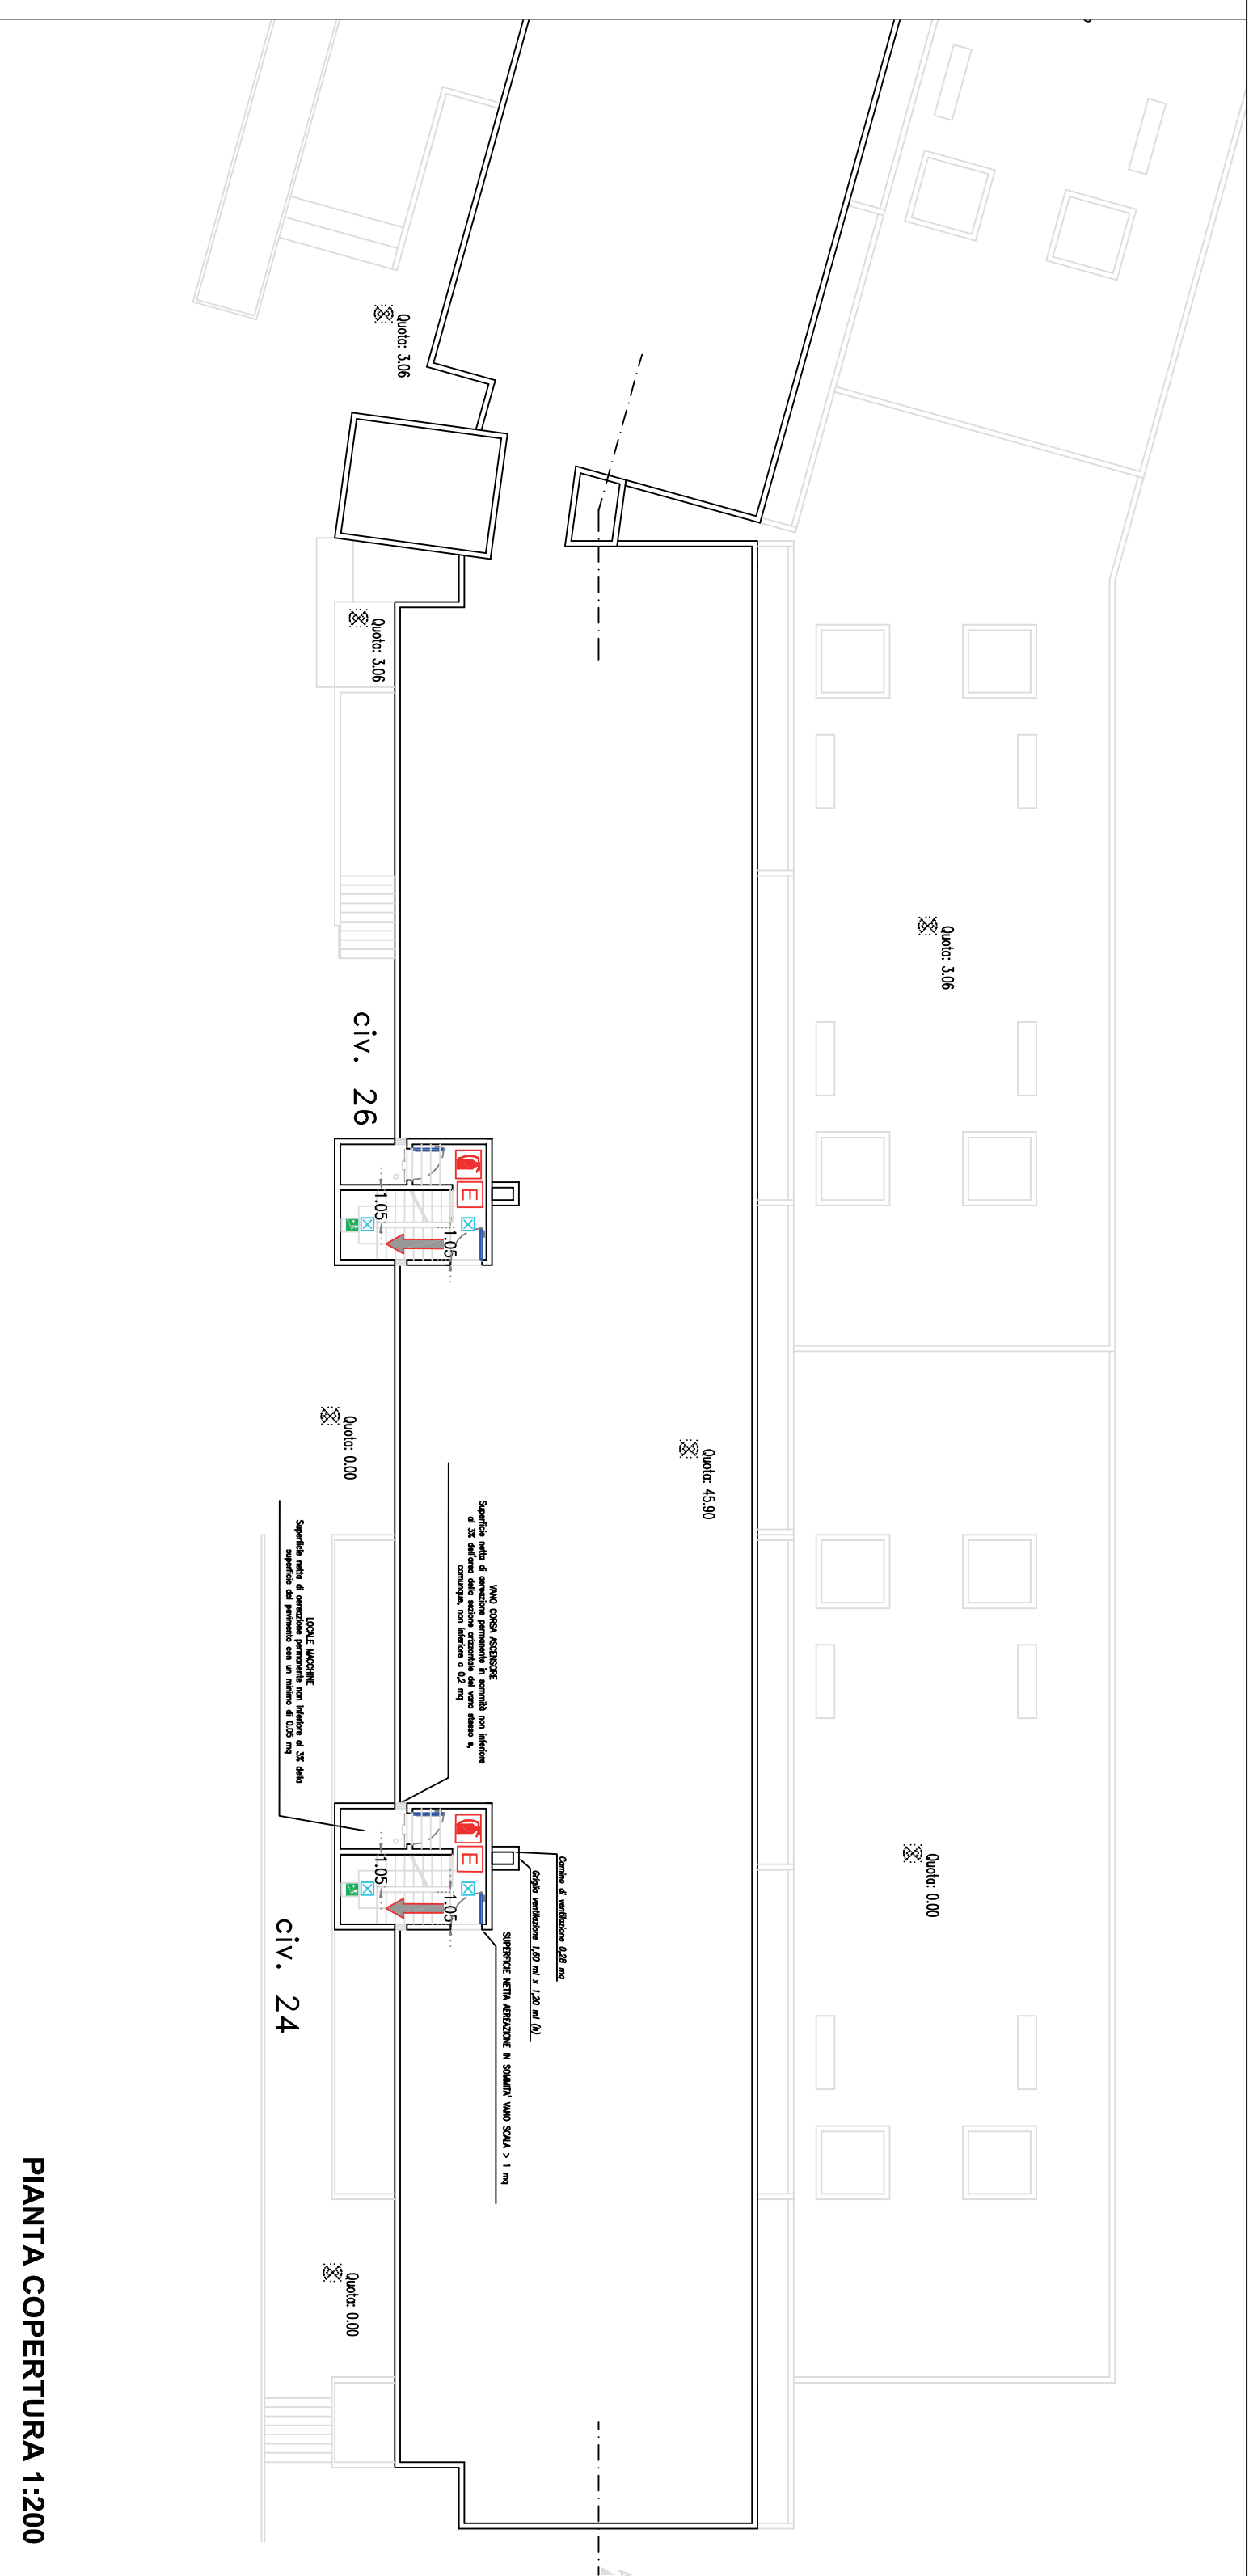 Quota: 3.06
Quota: 3.06
Quota: 3.06
civ. 26
E
1.05
1.05
Quota: 45.90
Quota: 0.00
VANO CORSA ASCENSORE
Superficie netta di aereazione permanente in sommità non inferiore
al 3% dell'area della sezione orizzontale del vano stesso e,
comunque, non inferiore a 0,2 mq
LOCALE MACCHINE
Superficie netta di aereazione permanente non inferiore al 3% della
superficie del pavimento con un minimo di 0.05 mq
Quota: 0.00
E
1.05
1.05
Camino di ventilazione 0,28 mq
Griglia ventilazione 1,60 ml x 1,20 ml (h)
SUPERFICIE NETTA AEREAZIONE IN SOMMITA' VANO SCALA > 1 mq
civ. 24
Quota: 0.00
PIANTA COPERTURA 1:200